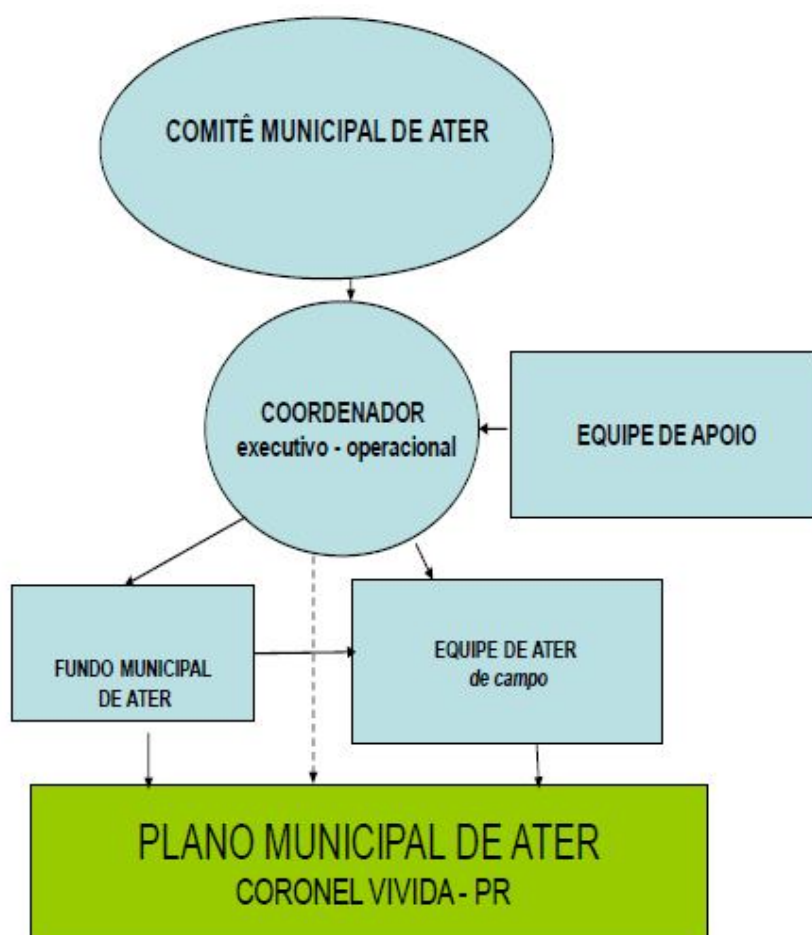 COMITÊ MUNICIPAL DE ATER
COORDENADOR
executivo - operacional
EQUIPE DE APOIO
FUNDO MUNICIPAL
DE ATER
EQUIPE DE ATER
de campo
PLANO MUNICIPAL DE ATER
CORONEL VIVIDA - PR